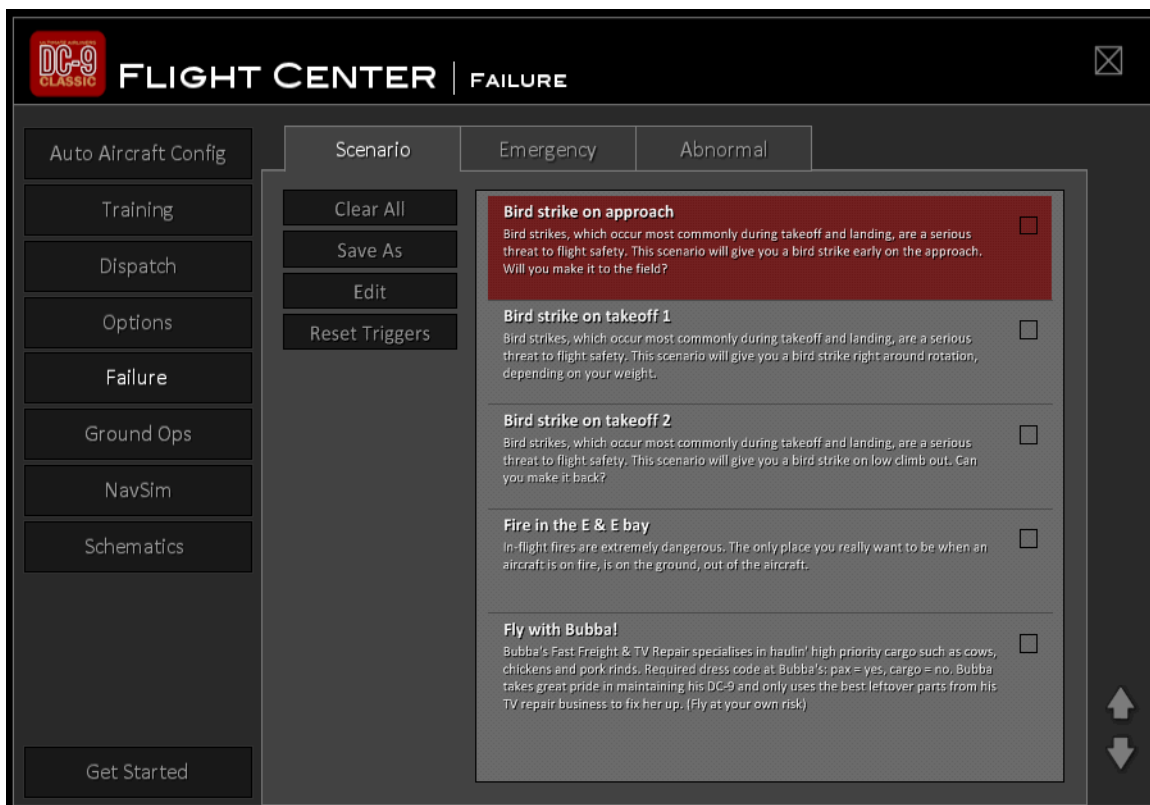 ULTIMATE AIRLINERS
DC-9
CLASSIC
FLIGHT CENTER | FAILURE
Auto Aircraft Config
Training
Dispatch
Options
Failure
Ground Ops
NavSim
Schematics
Get Started
Scenario
Emergency
Abnormal
Clear All
Save As
Edit
Reset Triggers
Bird strike on approach
Bird strikes, which occur most commonly during takeoff and landing, are a serious
threat to flight safety. This scenario will give you a bird strike early on the approach.
Will you make it to the field?
Bird strike on takeoff 1
Bird strikes, which occur most commonly during takeoff and landing, are a serious
threat to flight safety. This scenario will give you a bird strike right around rotation,
depending on your weight.
Bird strike on takeoff 2
Bird strikes, which occur most commonly during takeoff and landing, are a serious
threat to flight safety. This scenario will give you a bird strike on low climb out. Can
you make it back?
Fire in the E & E bay
In-flight fires are extremely dangerous. The only place you really want to be when an
aircraft is on fire, is on the ground, out of the aircraft.
Fly with Bubba!
Bubba's Fast Freight & TV Repair specialises in haulin' high priority cargo such as cows,
chickens and pork rinds. Required dress code at Bubba's: pax = yes, cargo = no. Bubba
takes great pride in maintaining his DC-9 and only uses the best leftover parts from his
TV repair business to fix her up. (Fly at your own risk)